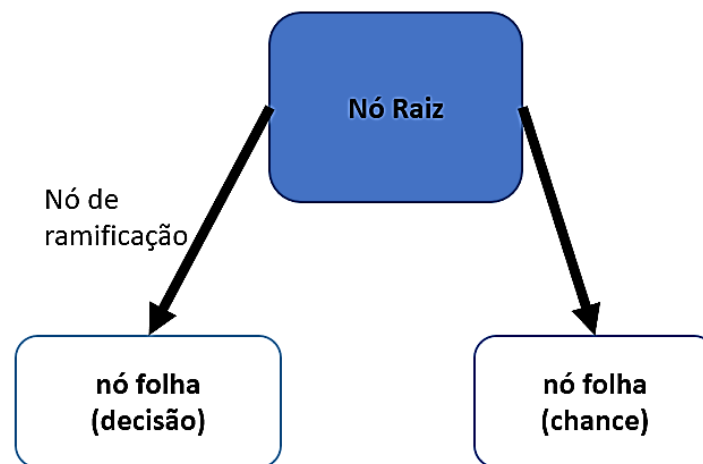 Nó Raiz
Nó de
ramificação
nó folha
(decisão)
nó folha
(chance)